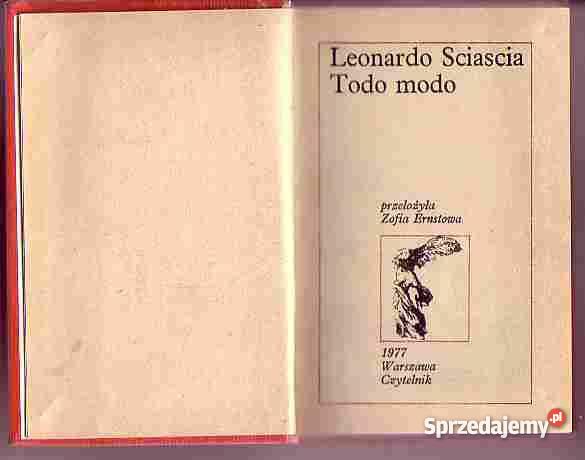 Leonardo Sciascia
Todo modo
przełożyła
Zofia Ernstowa
1977
Warszawa
Czytelnik
Sprzedajemy.pl